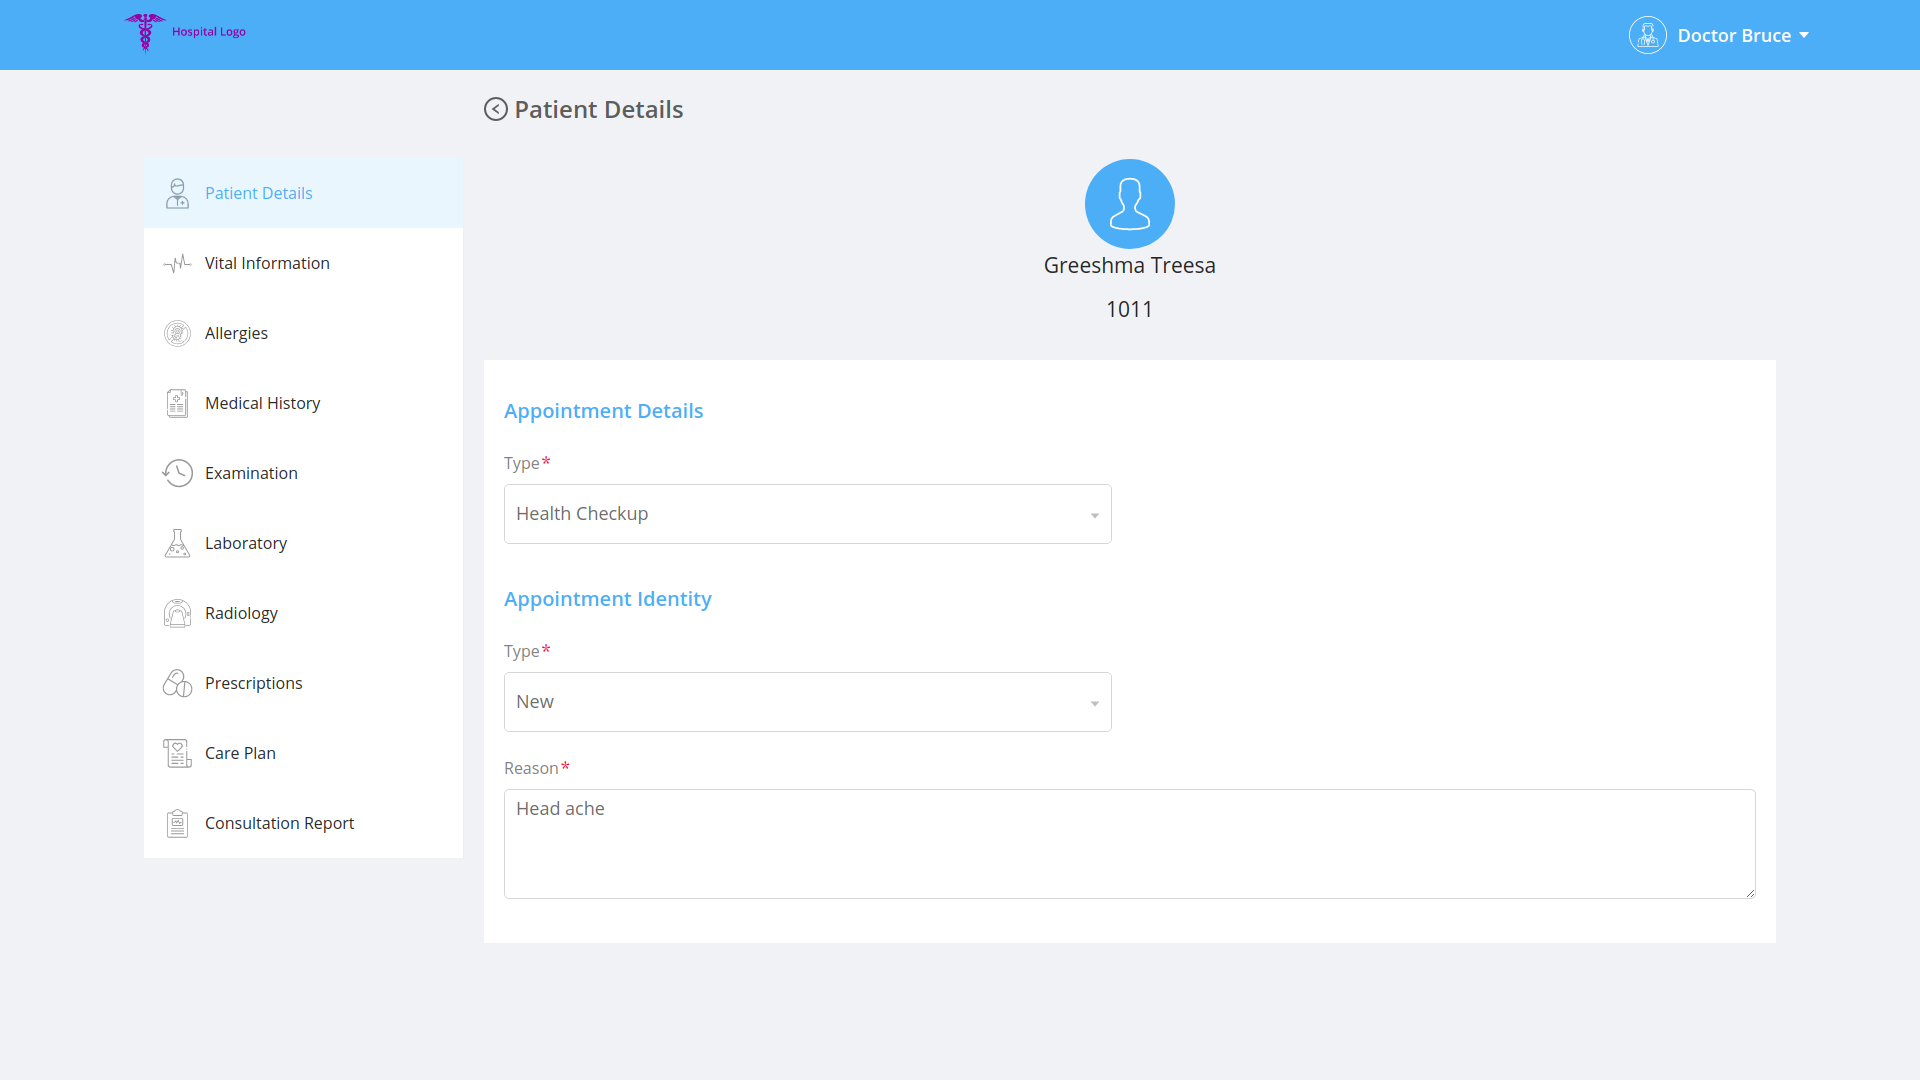 Hospital Logo
Doctor Bruce
Patient Details
Patient Details
Vital Information
Allergies
Medical History
Examination
Laboratory
Radiology
Prescriptions
Care Plan
Consultation Report
Greeshma Treesa
1011
Appointment Details
Type*
Health Checkup
Appointment Identity
Type*
New
Reason*
Head ache